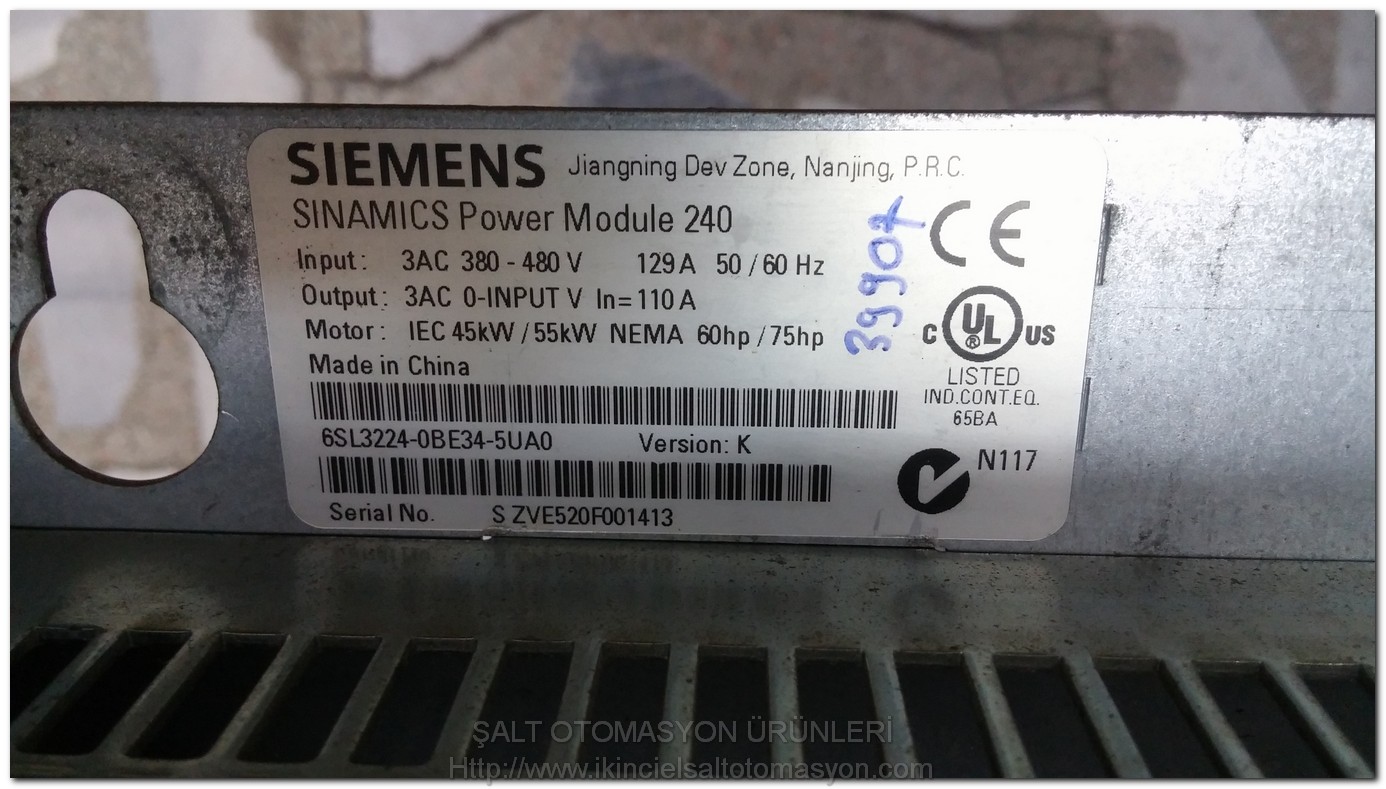 SIEMENS Jiangning Dev Zone, Nanjing, P.R.C.
SINAMICS Power Module 240
Input: 3AC 380 - 480 V 129 A 50 / 60 Hz
Output: 3AC 0-INPUT V In= 110 A
Motor: IEC 45kW / 55kW NEMA 60hp / 75hp
Made in China
6SL3224-0BE34-5UA0 Version: K
Serial No. S ZVE520F001413
39907
CE
C UL ® US
LISTED
IND.CONT.EQ.
65BA
N117
ŞALT OTOMASYON ÜRÜNLERİ
Http://www.ikincielsaltotomasyon.com